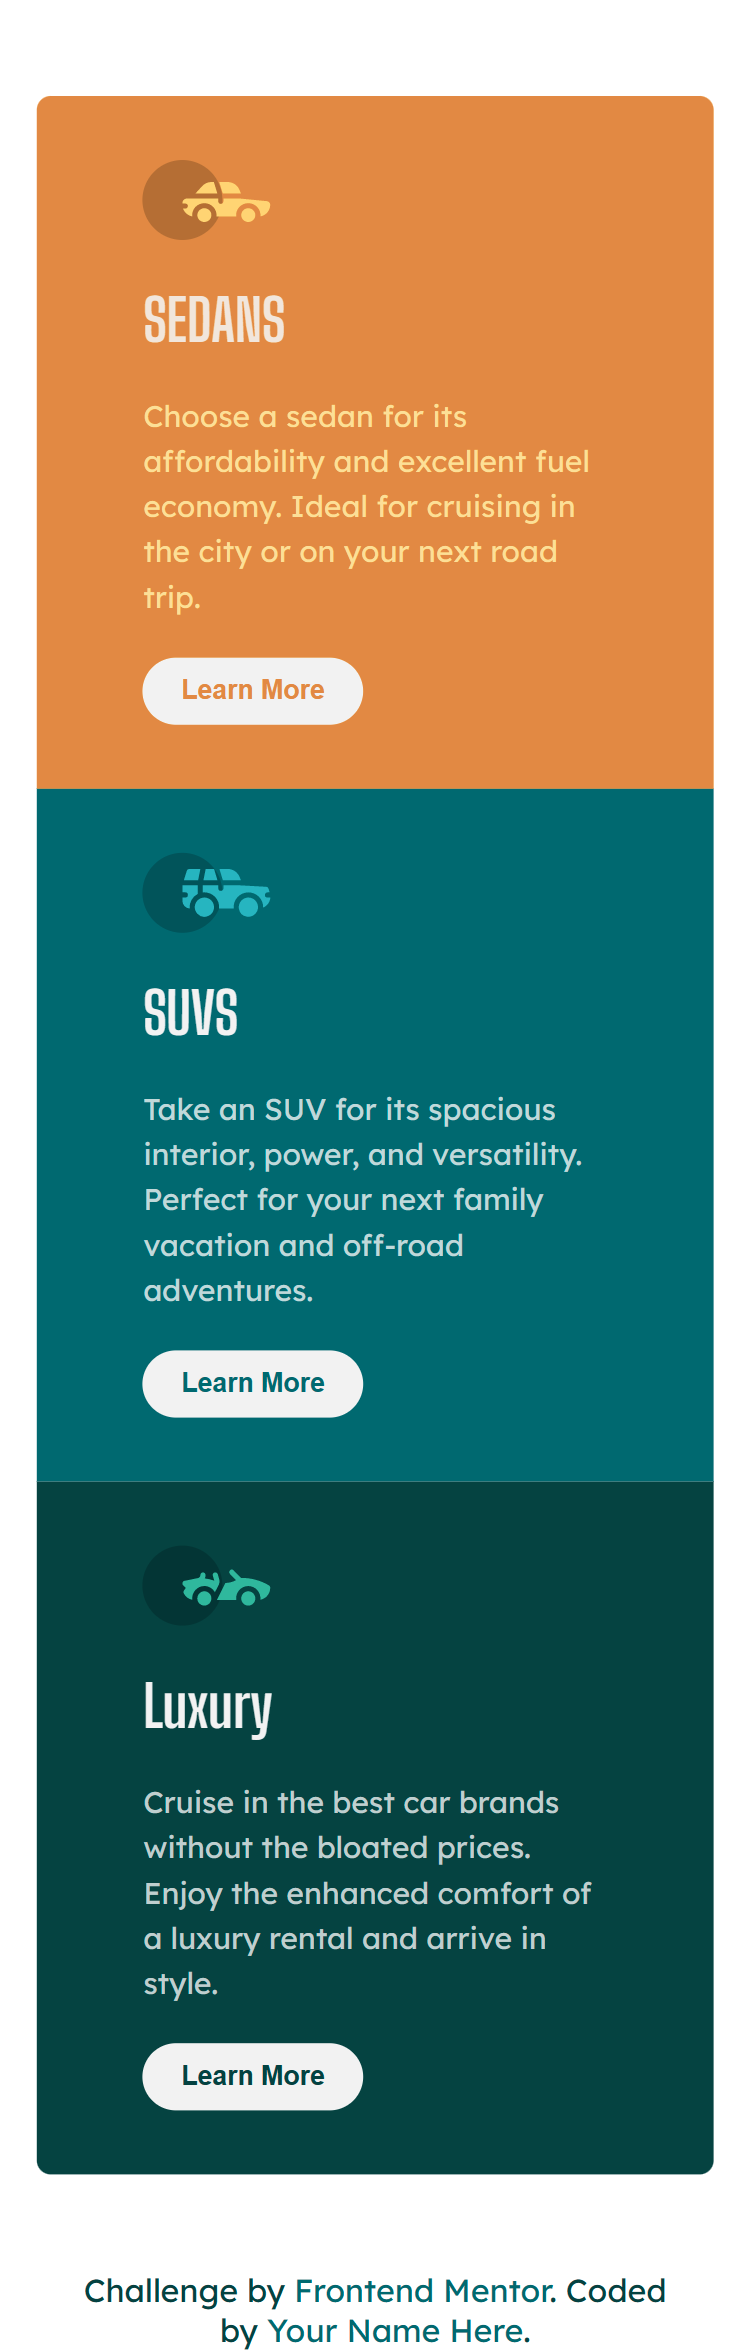 SEDANS
Choose a sedan for its
affordability and excellent fuel
economy. Ideal for cruising in
the city or on your next road
trip.
Learn More
SUVS
Take an SUV for its spacious
interior, power, and versatility.
Perfect for your next family
vacation and off-road
adventures.
Learn More
Luxury
Cruise in the best car brands
without the bloated prices.
Enjoy the enhanced comfort of
a luxury rental and arrive in
style.
Learn More
Challenge by Frontend Mentor. Coded
by Your Name Here.